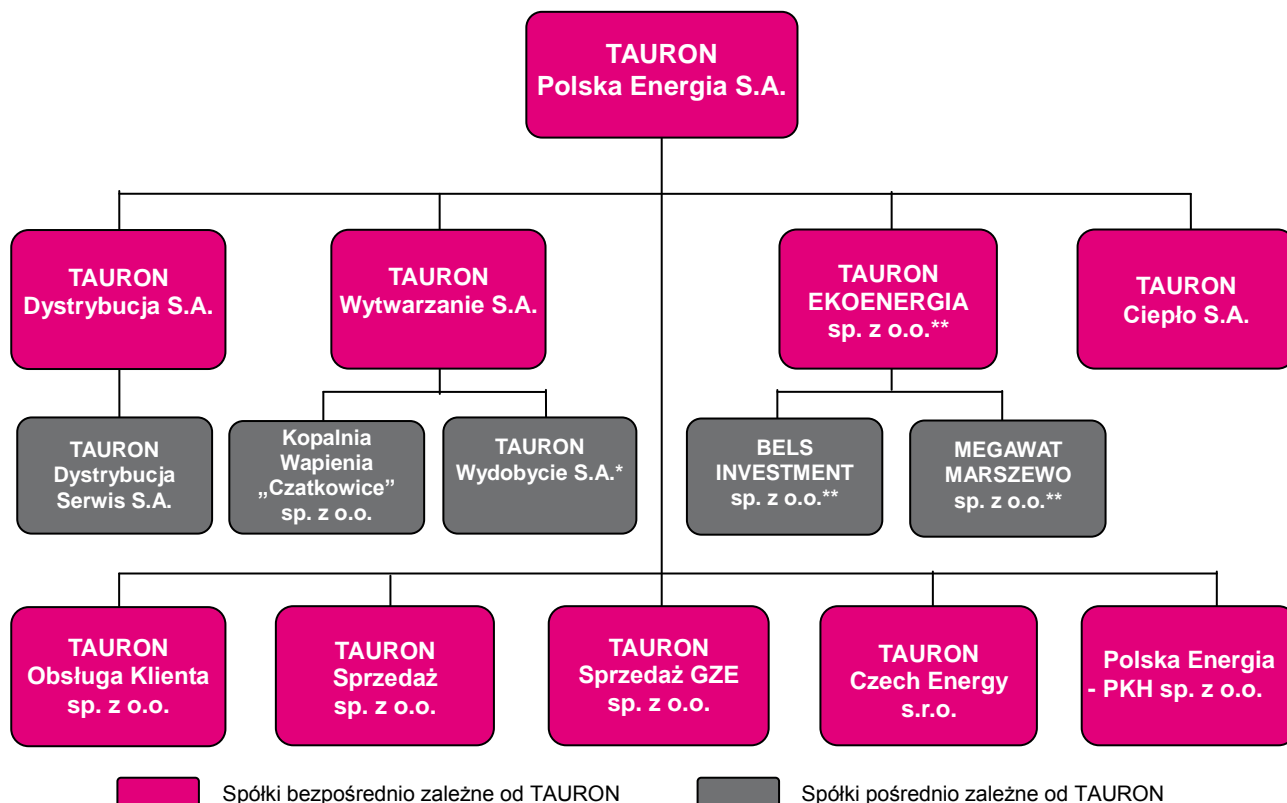 TAURON
Polska Energia S.A.
TAURON
Dystrybucja S.A.
TAURON
Wytwarzanie S.A.
TAURON
EKOENERGIA
sp. z o.o.**
TAURON
Ciepło S.A.
TAURON
Dystrybucja
Serwis S.A.
Kopalnia
Wapienia
„Czatkowice”
sp. z o.o.
TAURON
Wydobycie S.A.*
BELS
INVESTMENT
sp. z o.o.**
MEGAWAT
MARSZEWO
sp. z o.o.**
TAURON
Obsługa Klienta
sp. z o.o.
TAURON
Sprzedaż
sp. z o.o.
TAURON
Sprzedaż GZE
sp. z o.o.
TAURON
Czech Energy
s.r.o.
Polska Energia
- PKH sp. z o.o.
Spółki bezpośrednio zależne od TAURON
Spółki pośrednio zależne od TAURON